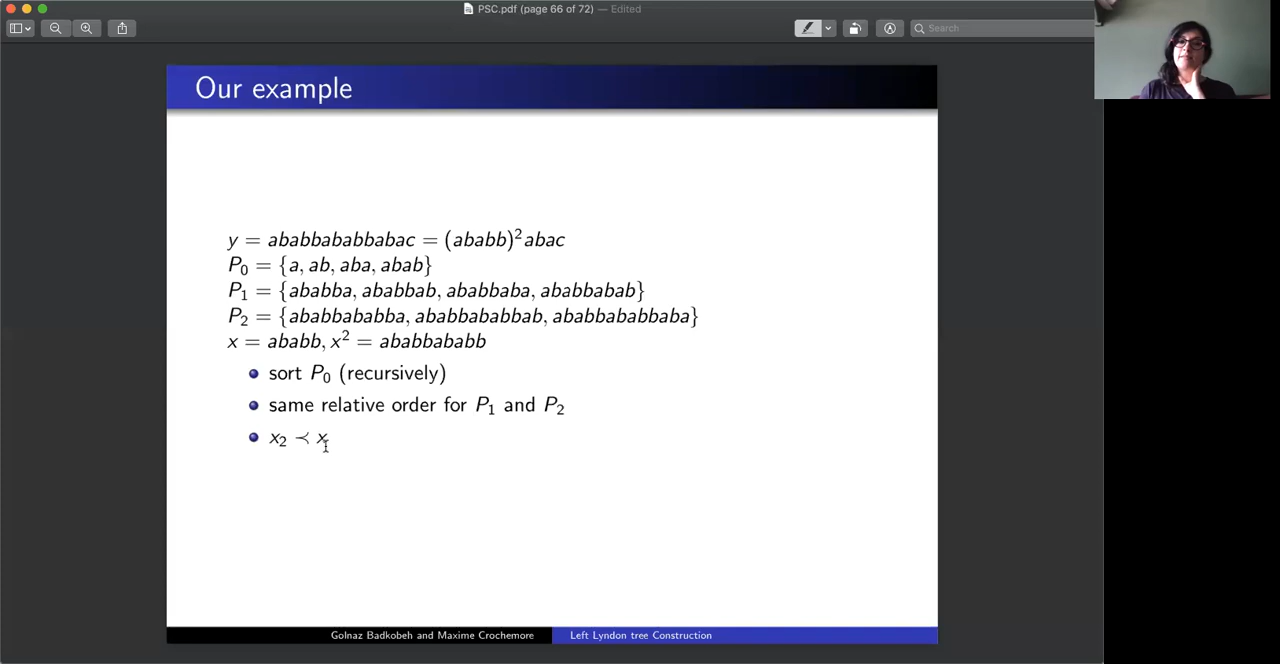 PSC.pdf (page 66 of 72) — Edited
Search
Our example
y = ababbababbabac = (ababb)²abac
P₀ = {a, ab, aba, abab}
P₁ = {ababba, ababbab, ababbaba, ababbabab}
P₂ = {ababbababba, ababbababbab, ababbababbaba}
x = ababb, x² = ababbababb
• sort P₀ (recursively)
• same relative order for P₁ and P₂
• x₂ ≺ x
Golnaz Badkobeh and Maxime Crochemore Left Lyndon tree Construction